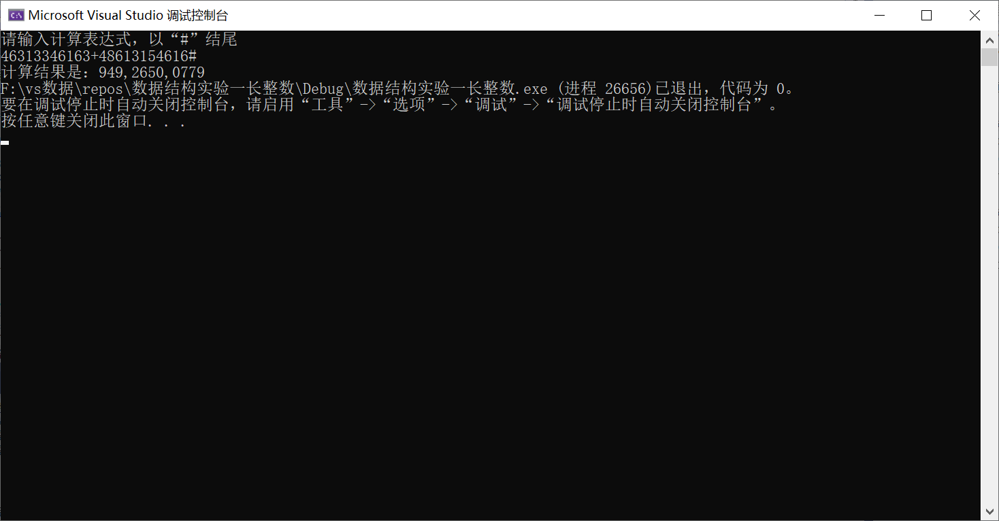 Microsoft Visual Studio 调试控制台
请输入计算表达式，以“#”结尾
46313346163+48613154616#
计算结果是：949,2650,0779
F:\vs数据\repos\数据结构实验一长整数\Debug\数据结构实验一长整数.exe (进程 26656)已退出，代码为 0。
要在调试停止时自动关闭控制台，请启用“工具”->“选项”->“调试”->“调试停止时自动关闭控制台”。
按任意键关闭此窗口. . .